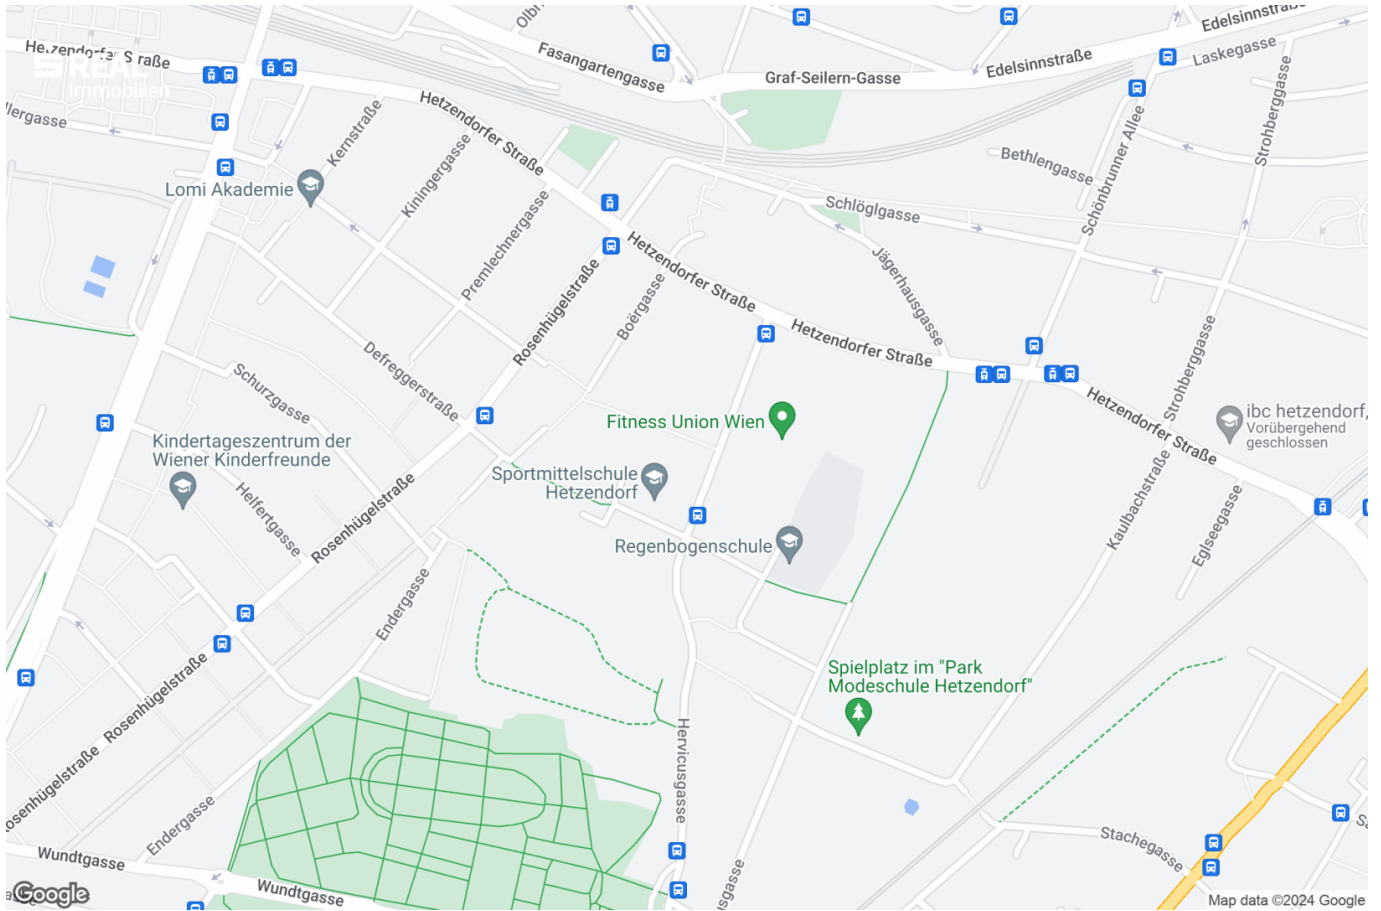 Hetzendorfer Straße
REAL
Immobilien
Fasangartengasse
Graf-Seilern-Gasse
Edelsinnstraße
Edelsinnstraße
Laskegasse
Hetzendorfer Straße
Kernstraße
Kiningergasse
Lomi Akademie
Premlechnergasse
Bethlengasse
Schönbrunner Allee
Strohberggasse
Schlöglgasse
Jägerhausgasse
Hetzendorfer Straße
Boërgasse
Rosenhügelstraße
Hetzendorfer Straße
Defreggerstraße
Schurzgasse
Strohberggasse
Hetzendorfer Straße
Fitness Union Wien
ibc hetzendorf,
Vorübergehend
geschlossen
Kindertageszentrum der
Wiener Kinderfreunde
Helfertgasse
Rosenhügelstraße
Sportmittelschule
Hetzendorf
Kaulbachstraße
Eglseegasse
Regenbogenschule
Endergasse
Spielplatz im "Park
Modeschule Hetzendorf"
Rosenhügelstraße
Hervicusgasse
Rosenhügelstraße
Endergasse
Stachegasse
Wundtgasse
Wundtgasse
Google
Map data ©2024 Google